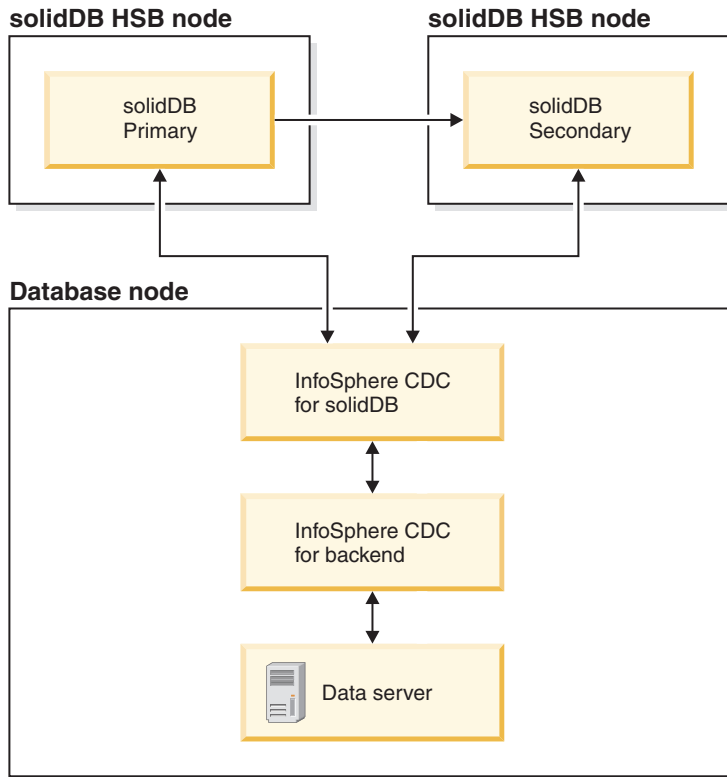 solidDB HSB node
solidDB HSB node
solidDB
Primary
solidDB
Secondary
Database node
InfoSphere CDC
for solidDB
InfoSphere CDC
for backend
Data server